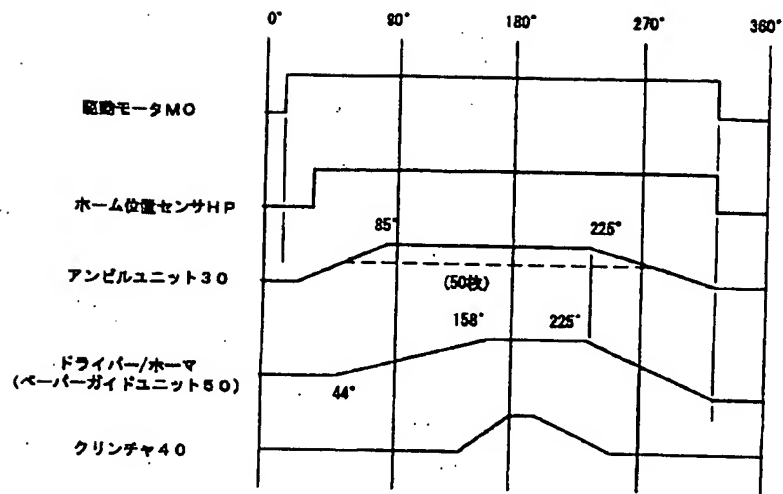 0° 90° 180° 270° 360°
駆動モータMO
ホーム位置センサHP
85° 225°
アンビルユニット30
(50枚)
158° 225°
ドライバー/ホーマ
(ペーパーガイドユニット50)
44°
クリンチャ40